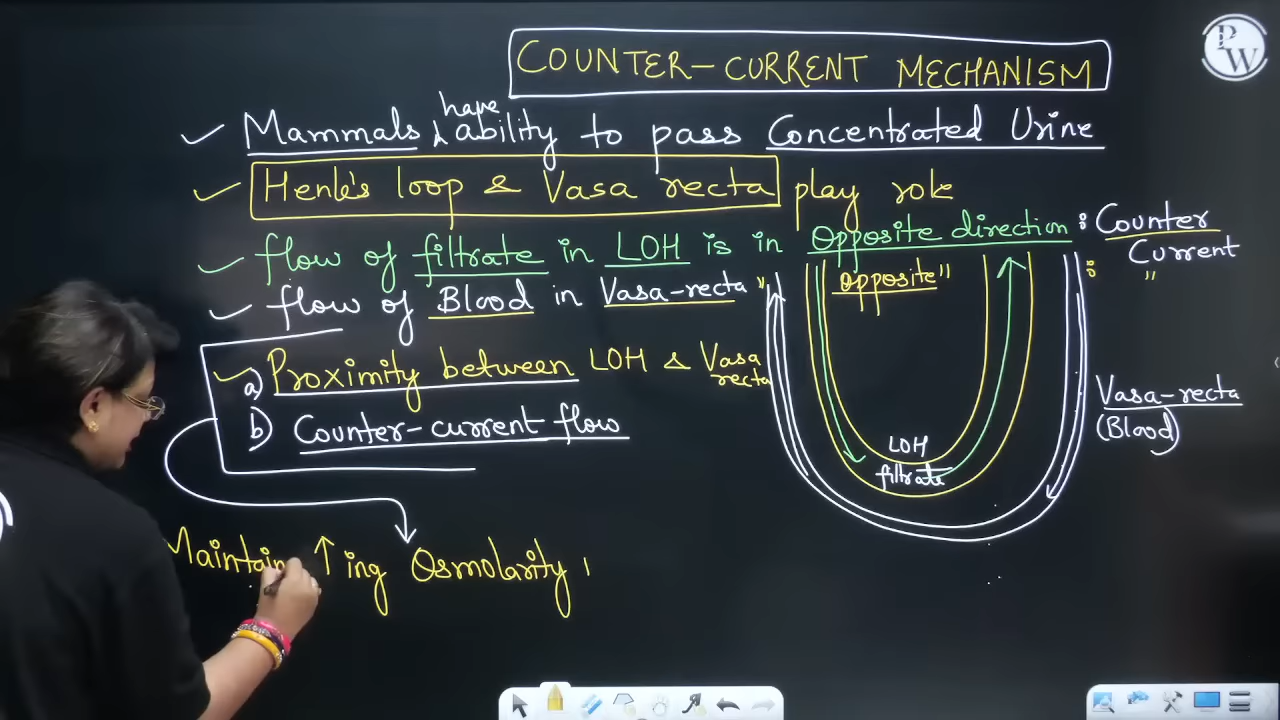 COUNTER-CURRENT MECHANISM
PW
✓ Mammals have ability to pass Concentrated Urine
✓ Henle's loop & Vasa recta play role
✓ flow of filtrate in LOH is in Opposite direction : Counter Current
✓ flow of Blood in Vasa-recta " opposite" : "
✓ a) Proximity between LOH & Vasa recta
b) Counter-current flow
LOH
filtrate
Vasa-recta
(Blood)
Maintain ↑ing Osmolarity